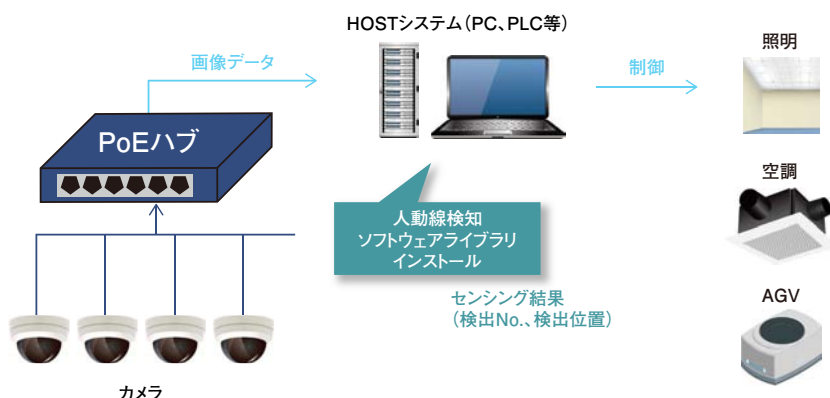 HOSTシステム（PC、PLC等）
照明
画像データ
制御
PoEハブ
空調
人動線検知
ソフトウェアライブラリ
インストール
センシング結果
（検出No.、検出位置）
AGV
カメラ